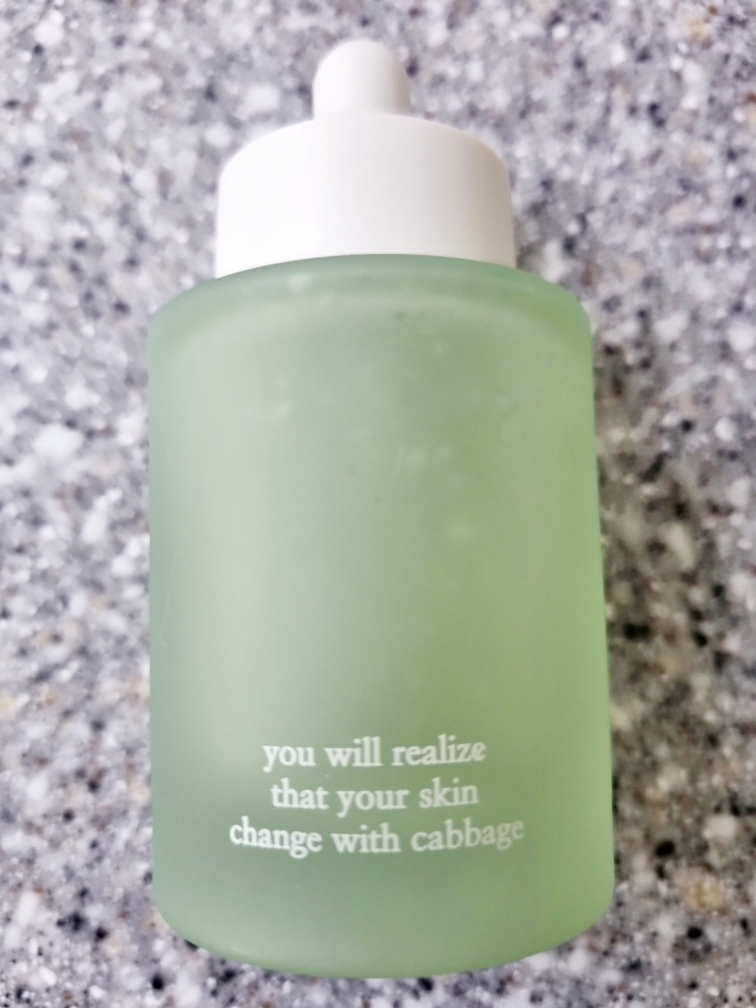 you will realize
that your skin
change with cabbage